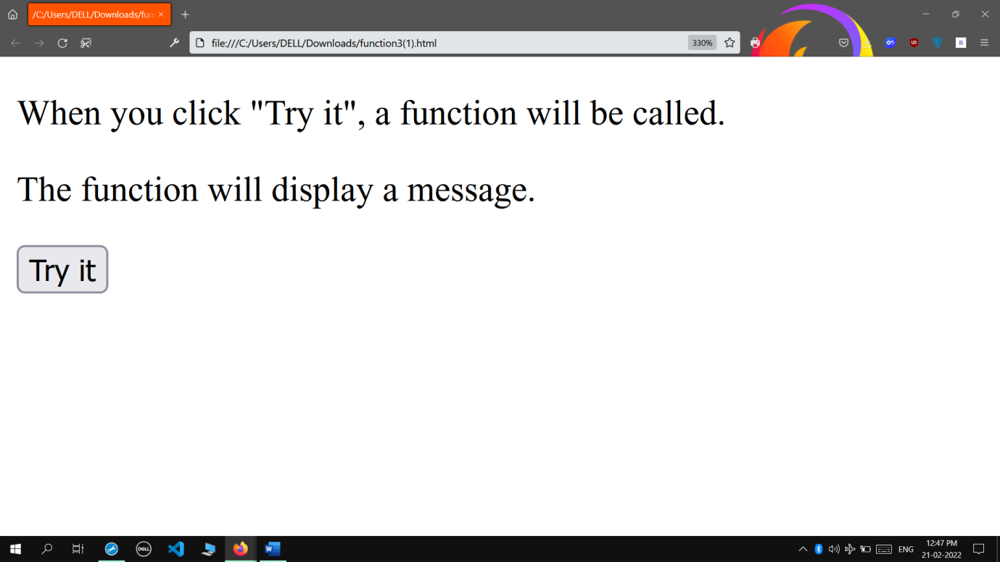 /C:/Users/DELL/Downloads/fun
file:///C:/Users/DELL/Downloads/function3(1).html
330%
B
When you click "Try it", a function will be called.
The function will display a message.
Try it
DELL
W
ENG
12:47 PM
21-02-2022